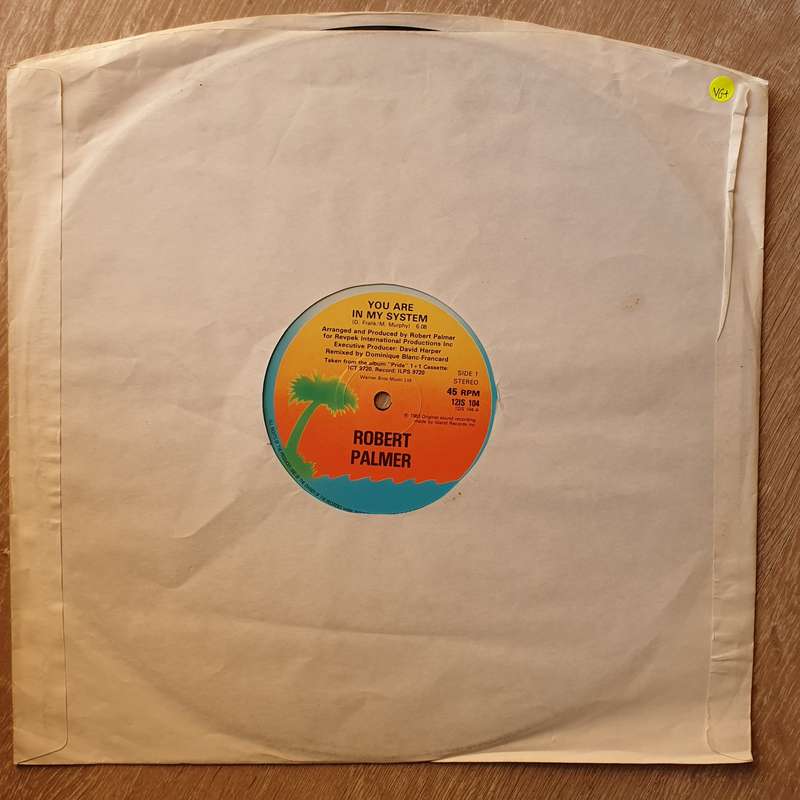 VG+
YOU ARE
IN MY SYSTEM
(D. Frank/M. Murphy) 6.08
Arranged and Produced by Robert Palmer
for Revpek International Productions Inc
Executive Producer: David Harper
Remixed by Dominique Blanc-Francard
Taken from the album "Pride" 1+1 Cassette:
ICT 9720, Record: ILPS 9720
Warner Bros Music Ltd
SIDE 1
STEREO
45 RPM
12IS 104
12IS 104-A
℗ 1983 Original sound recording
made by Island Records Inc
ROBERT
PALMER